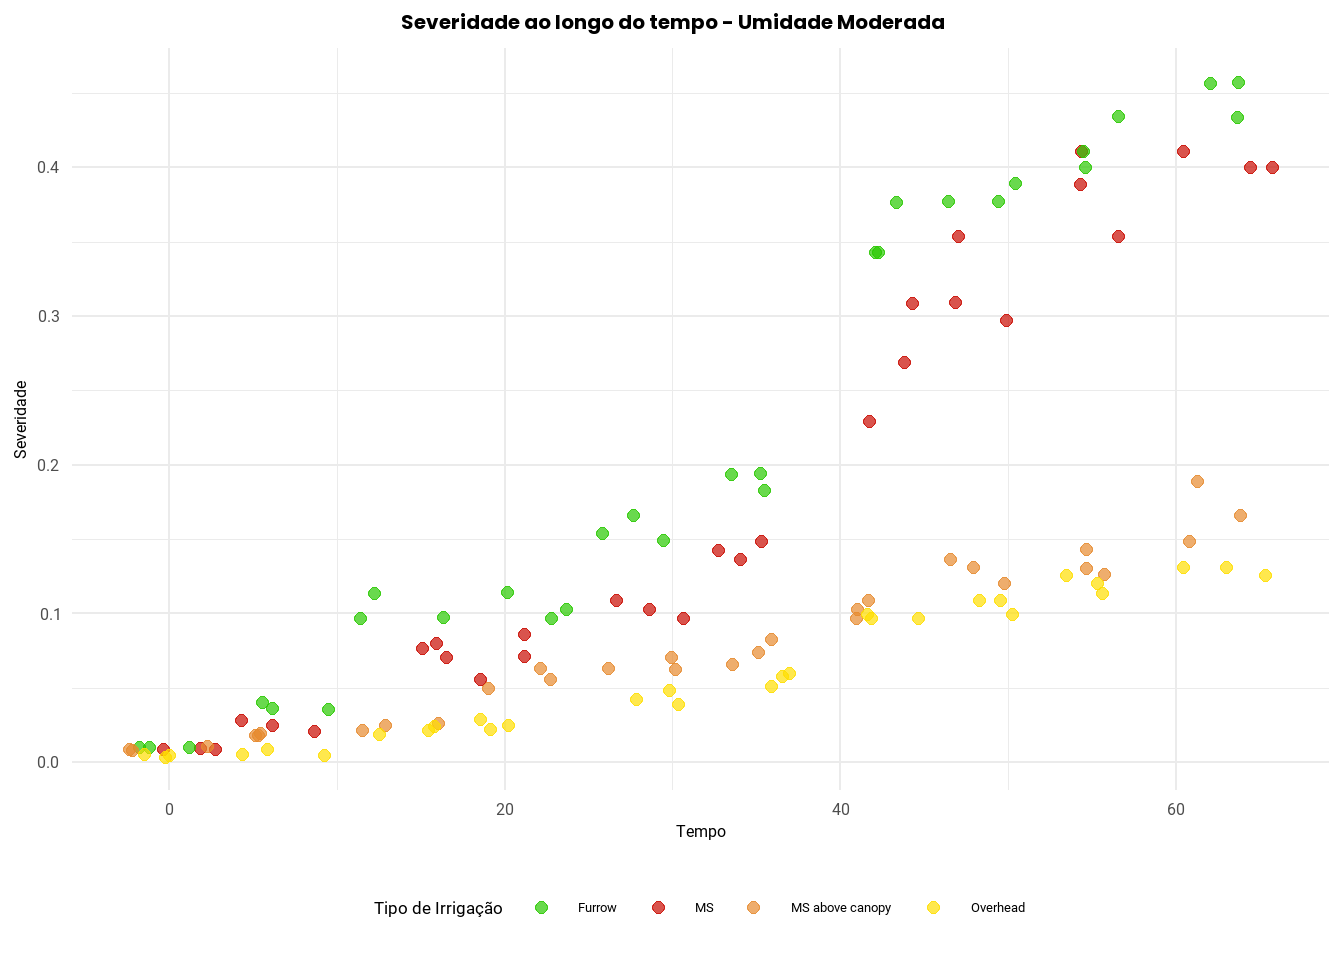 Severidade ao longo do tempo - Umidade Moderada
0.4
0.3
0.2
0.1
0.0
Severidade
0 20 40 60
Tempo
Tipo de Irrigação Furrow MS MS above canopy Overhead